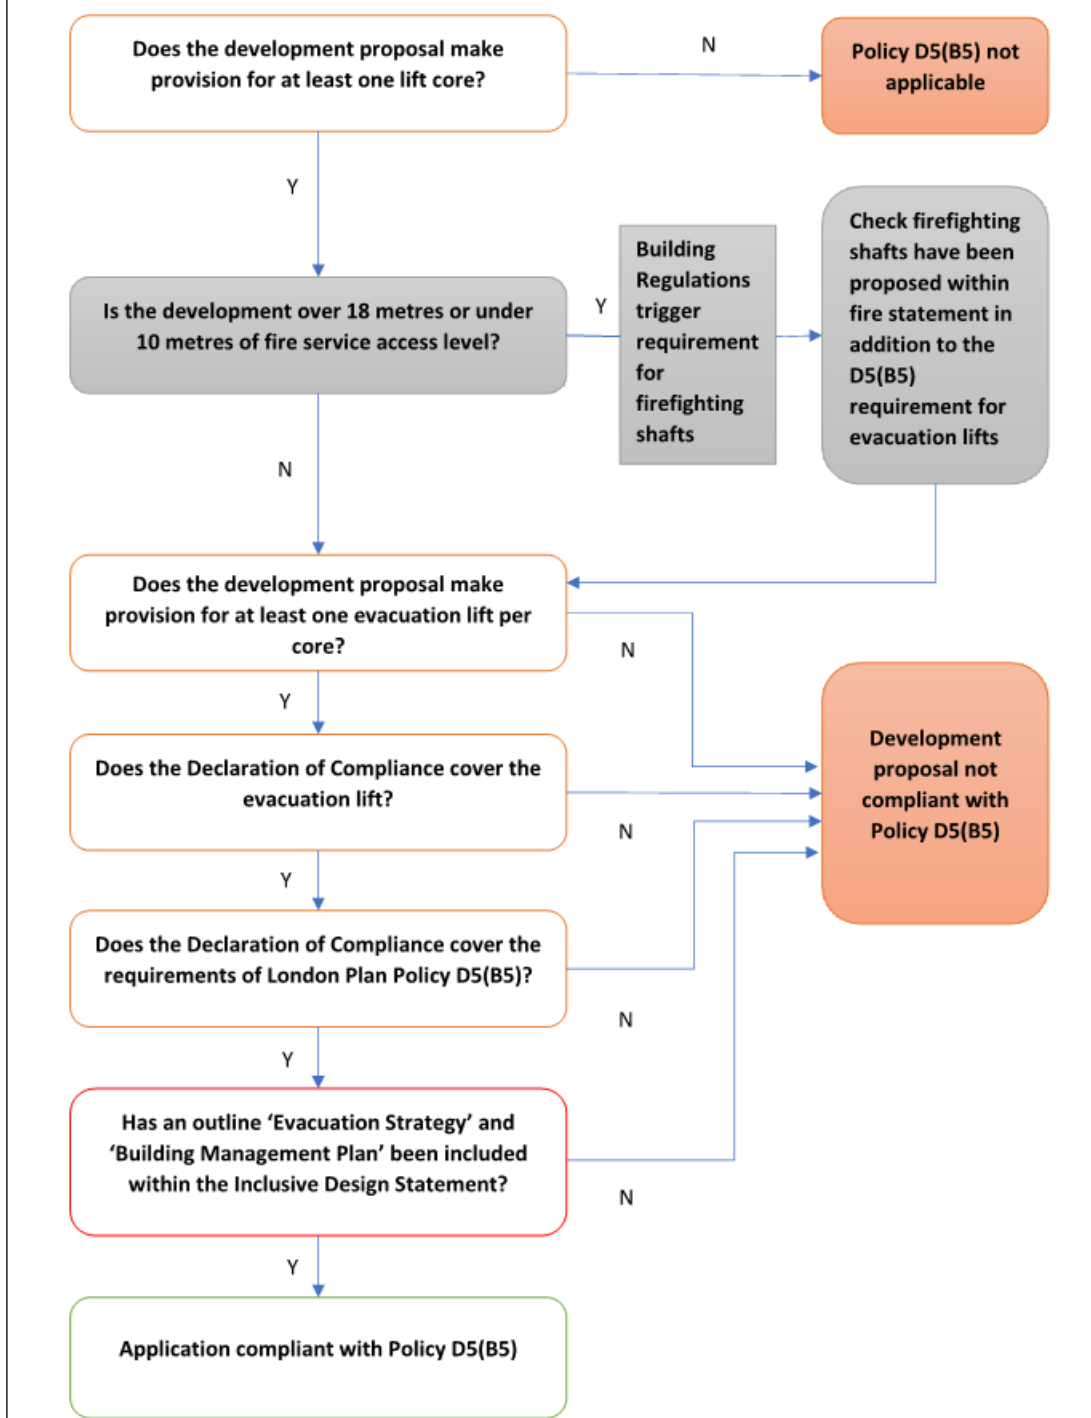 Does the development proposal make
provision for at least one lift core?
N
Policy D5(B5) not
applicable
Y
Is the development over 18 metres or under
10 metres of fire service access level?
Y
Building
Regulations
trigger
requirement
for
firefighting
shafts
Check firefighting
shafts have been
proposed within
fire statement in
addition to the
D5(B5)
requirement for
evacuation lifts
N
Does the development proposal make
provision for at least one evacuation lift per
core?
N
Y
Does the Declaration of Compliance cover the
evacuation lift?
N
Development
proposal not
compliant with
Policy D5(B5)
Y
Does the Declaration of Compliance cover the
requirements of London Plan Policy D5(B5)?
N
Y
Has an outline ‘Evacuation Strategy’ and
‘Building Management Plan’ been included
within the Inclusive Design Statement?
N
Y
Application compliant with Policy D5(B5)